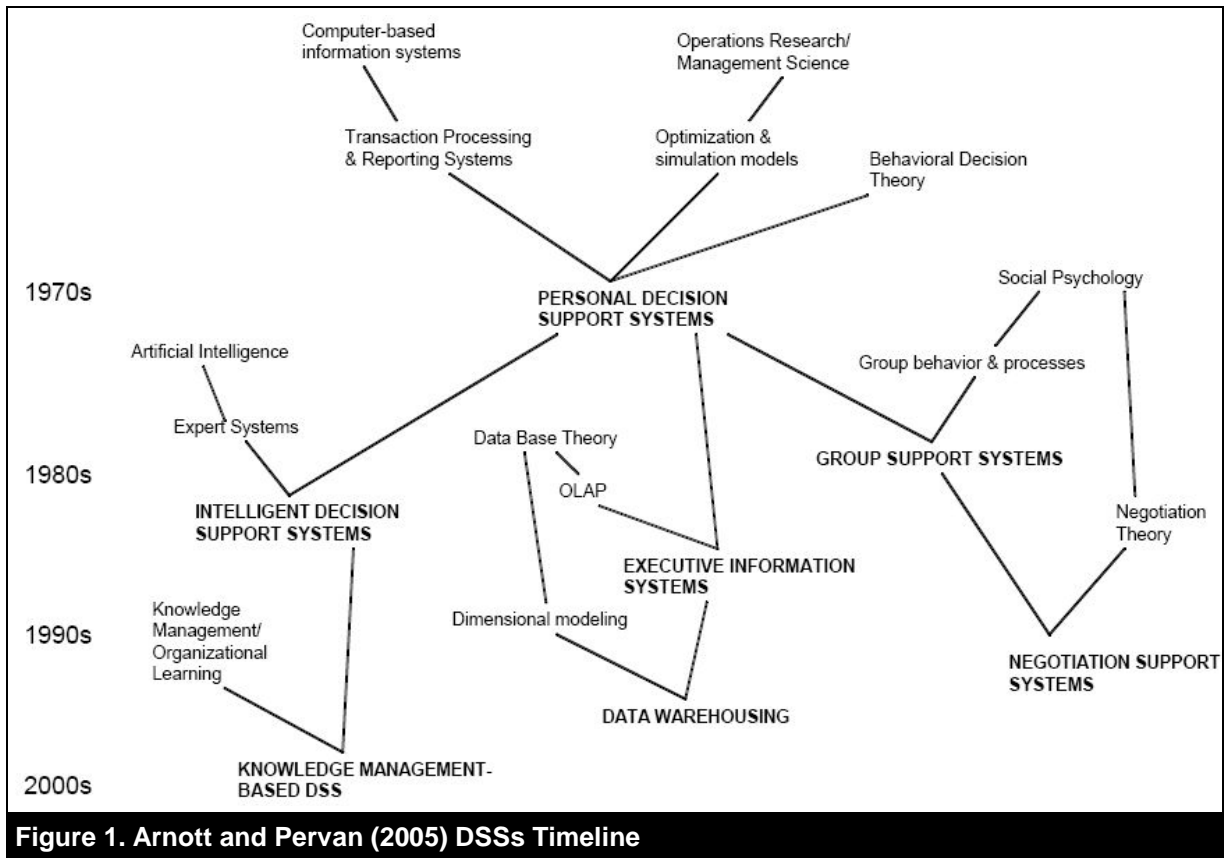 Computer-based
information systems
Operations Research/
Management Science
Transaction Processing
& Reporting Systems
Optimization &
simulation models
Behavioral Decision
Theory
1970s
PERSONAL DECISION
SUPPORT SYSTEMS
Social Psychology
Artificial Intelligence
Group behavior & processes
Expert Systems
Data Base Theory
GROUP SUPPORT SYSTEMS
1980s
OLAP
INTELLIGENT DECISION
SUPPORT SYSTEMS
Negotiation
Theory
EXECUTIVE INFORMATION
SYSTEMS
Knowledge
Management/
Organizational
Learning
Dimensional modeling
1990s
NEGOTIATION SUPPORT
SYSTEMS
DATA WAREHOUSING
KNOWLEDGE MANAGEMENT-
BASED DSS
2000s
Figure 1. Arnott and Pervan (2005) DSSs Timeline